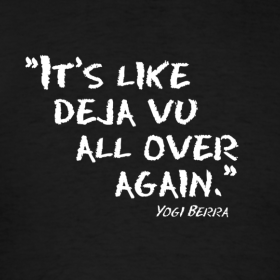 "IT'S LIKE
DEJA VU
ALL OVER
AGAIN."
YOGI BERRA